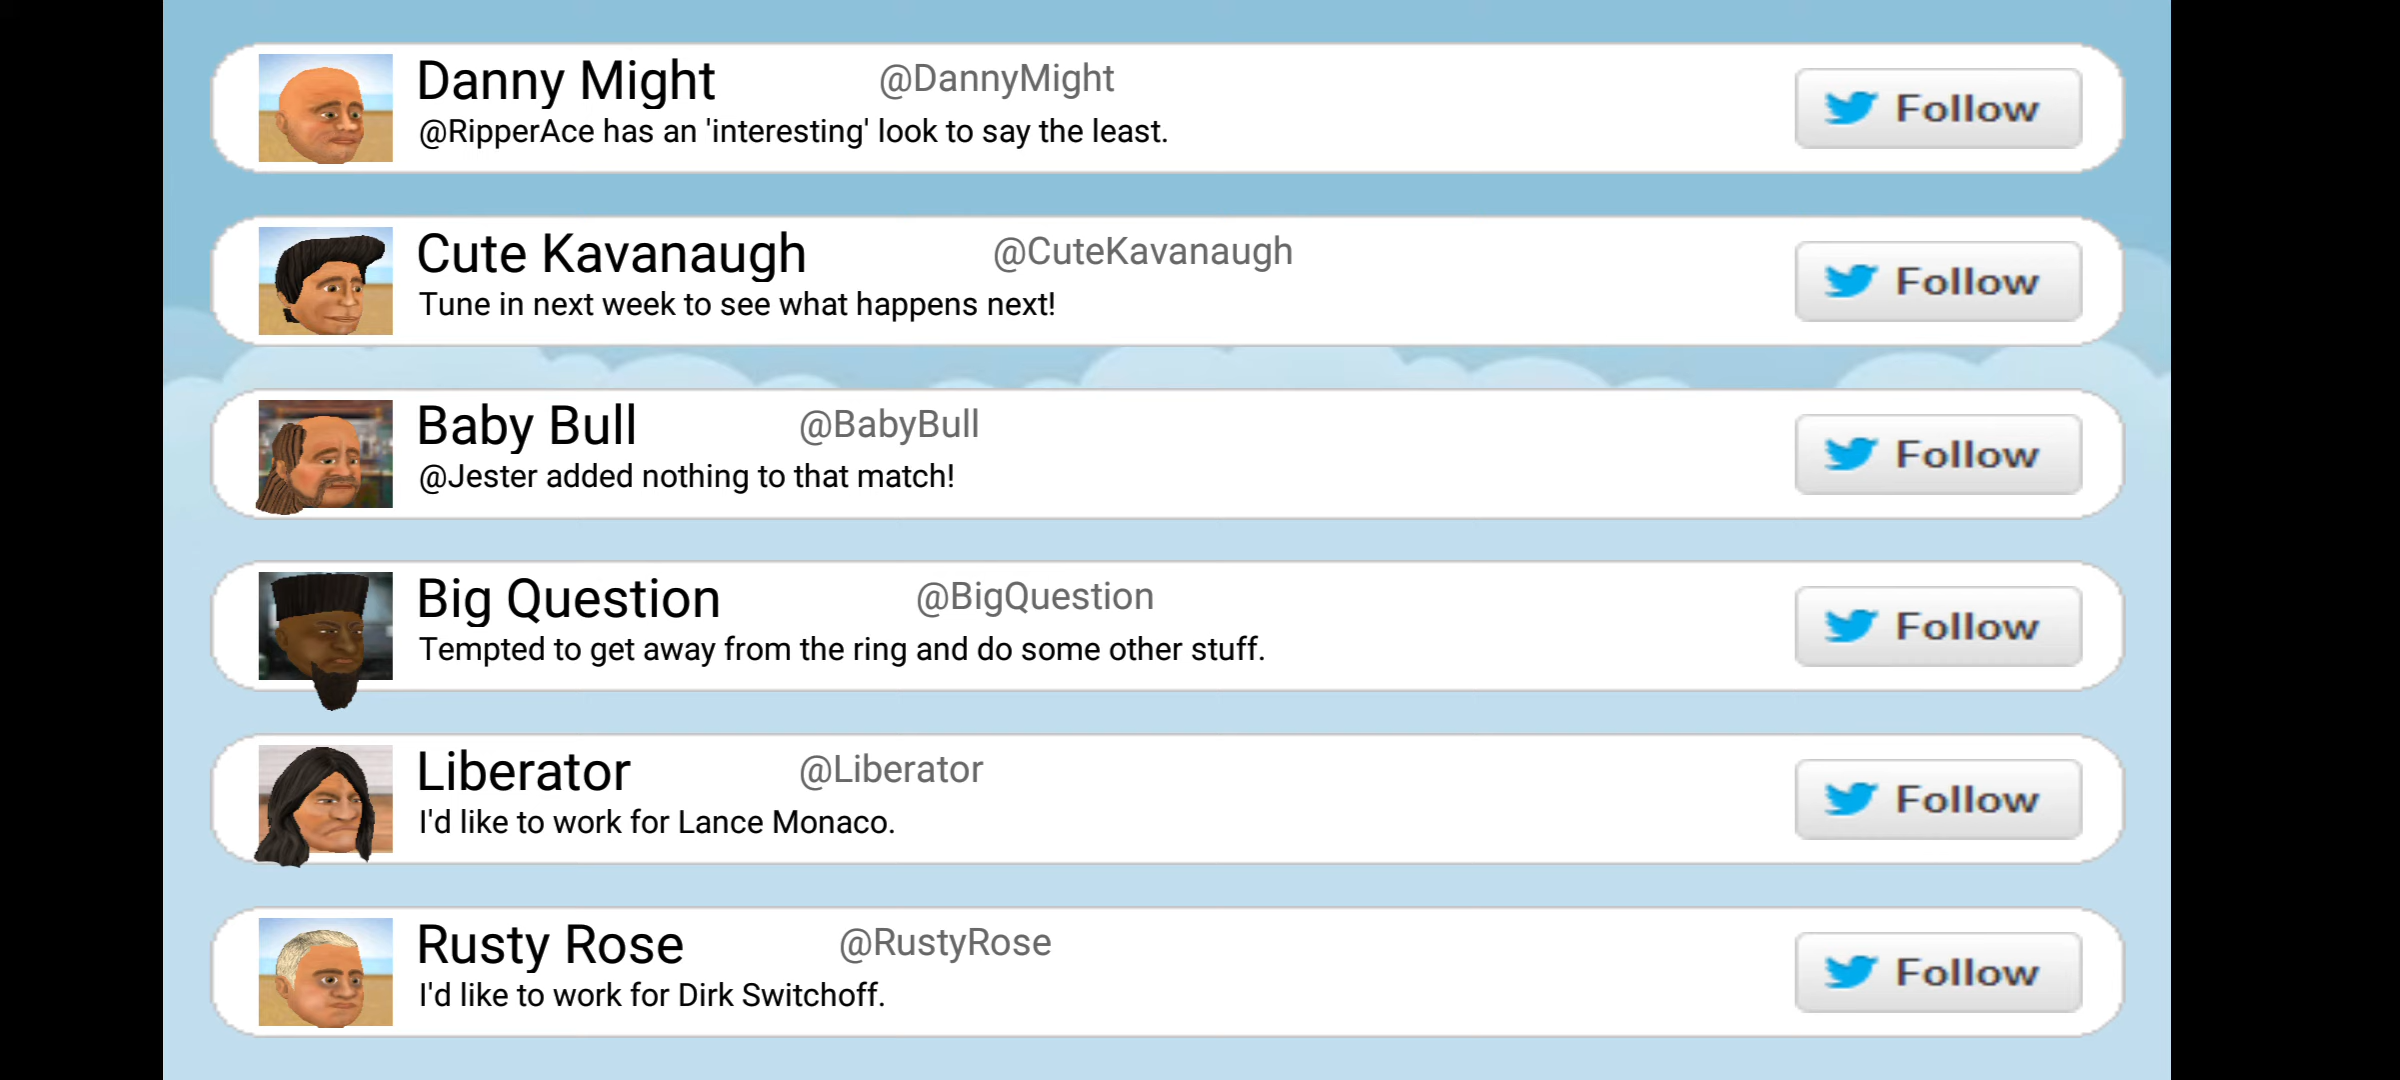 Danny Might @DannyMight
@RipperAce has an 'interesting' look to say the least.
Follow
Cute Kavanaugh @CuteKavanaugh
Tune in next week to see what happens next!
Follow
Baby Bull @BabyBull
@Jester added nothing to that match!
Follow
Big Question @BigQuestion
Tempted to get away from the ring and do some other stuff.
Follow
Liberator @Liberator
I'd like to work for Lance Monaco.
Follow
Rusty Rose @RustyRose
I'd like to work for Dirk Switchoff.
Follow